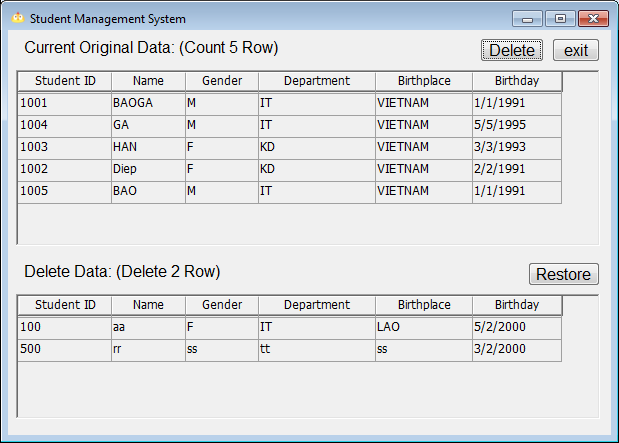 Student Management System
Current Original Data: (Count 5 Row) Delete exit
Student ID Name Gender Department Birthplace Birthday
1001 BAOGA M IT VIETNAM 1/1/1991
1004 GA M IT VIETNAM 5/5/1995
1003 HAN F KD VIETNAM 3/3/1993
1002 Diep F KD VIETNAM 2/2/1991
1005 BAO M IT VIETNAM 1/1/1991
Delete Data: (Delete 2 Row) Restore
Student ID Name Gender Department Birthplace Birthday
100 aa F IT LAO 5/2/2000
500 rr ss tt ss 3/2/2000